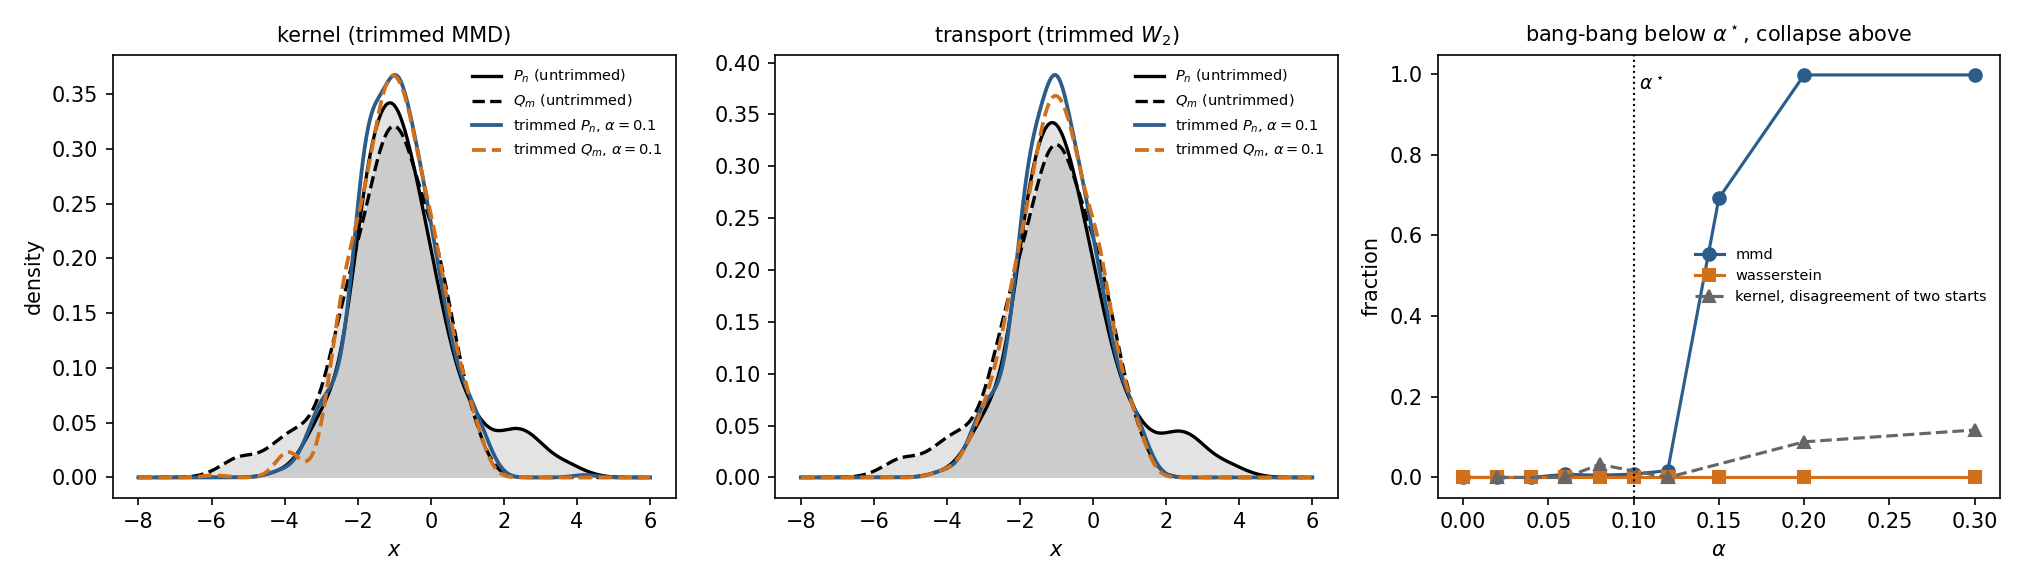 kernel (trimmed MMD)
density
0.35
0.30
0.25
0.20
0.15
0.10
0.05
0.00
−8 −6 −4 −2 0 2 4 6
x
Pₙ (untrimmed)
Qₘ (untrimmed)
trimmed Pₙ, α = 0.1
trimmed Qₘ, α = 0.1
transport (trimmed W₂)
0.40
0.35
0.30
0.25
0.20
0.15
0.10
0.05
0.00
−8 −6 −4 −2 0 2 4 6
x
Pₙ (untrimmed)
Qₘ (untrimmed)
trimmed Pₙ, α = 0.1
trimmed Qₘ, α = 0.1
bang-bang below α⋆, collapse above
fraction
1.0
0.8
0.6
0.4
0.2
0.0
0.00 0.05 0.10 0.15 0.20 0.25 0.30
α
α⋆
mmd
wasserstein
kernel, disagreement of two starts